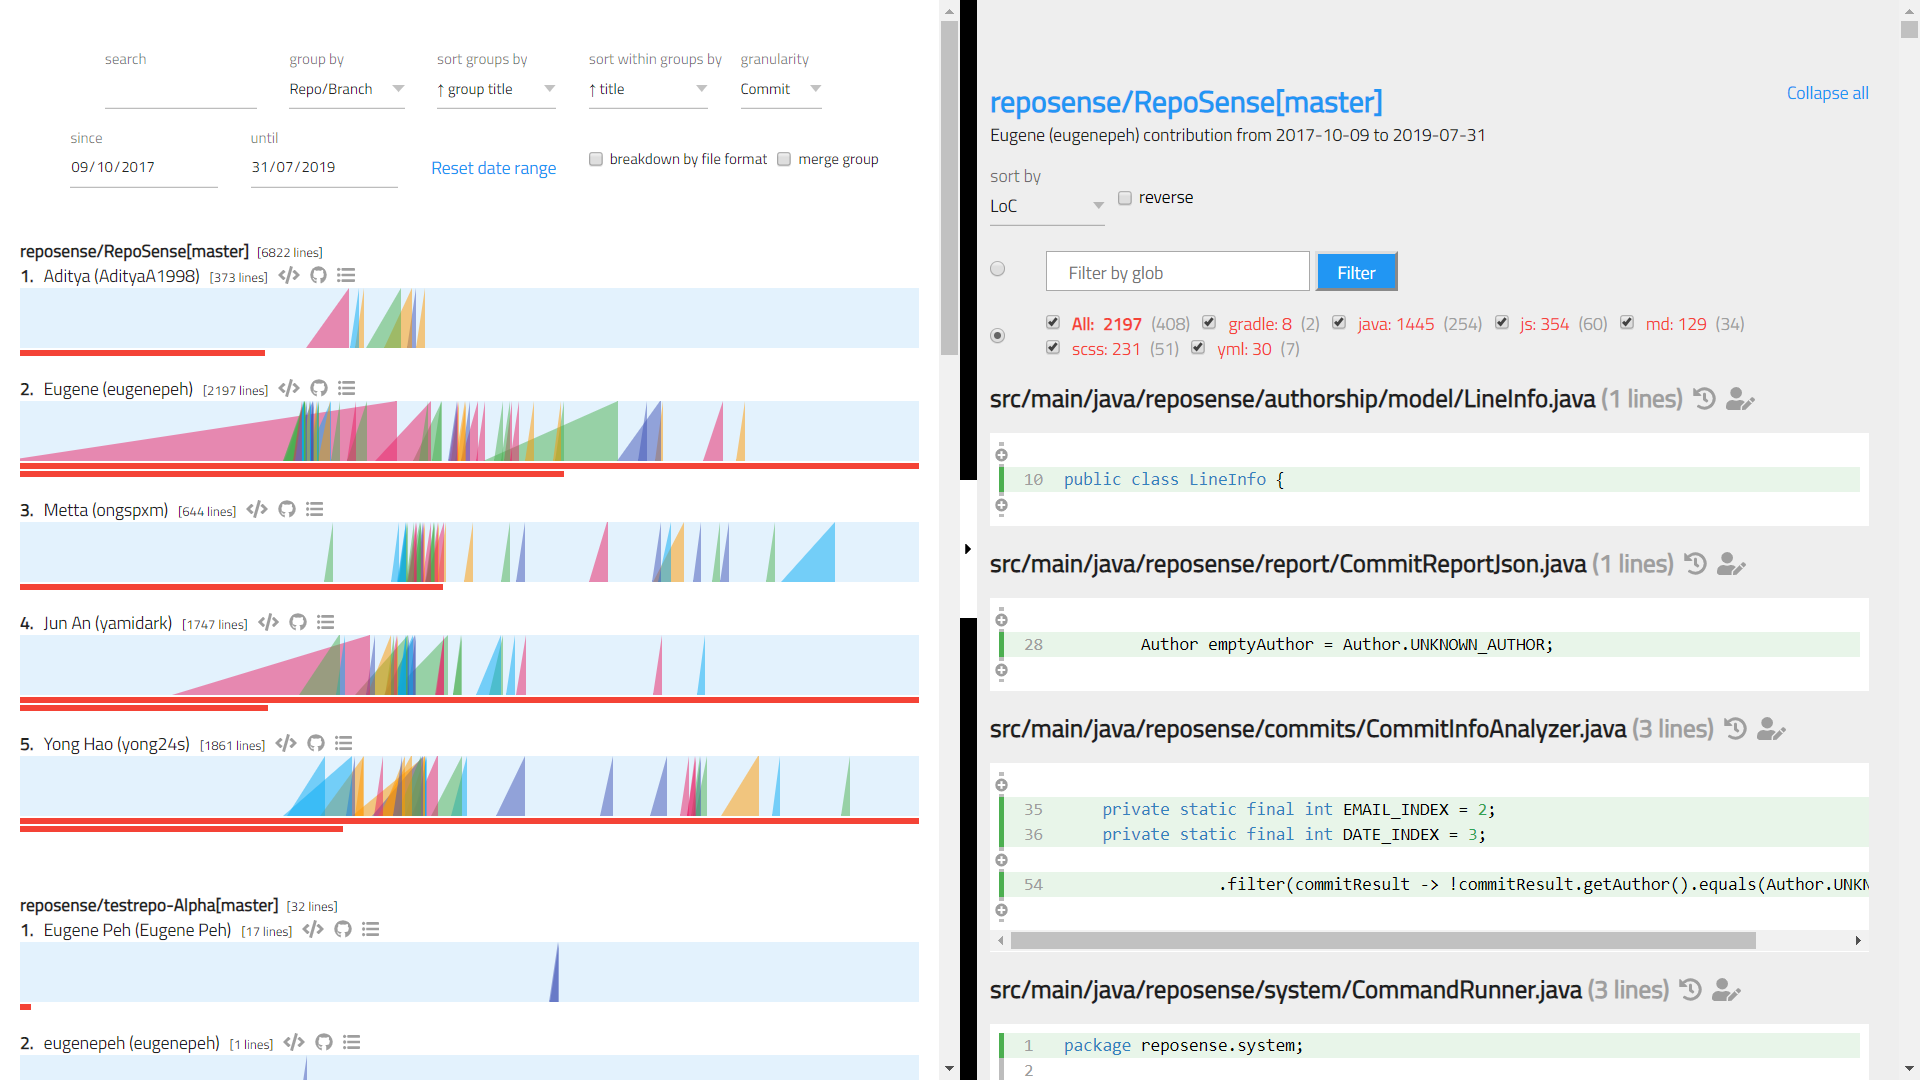 search
group by
sort groups by
sort within groups by
granularity
Repo/Branch
↑ group title
↑ title
Commit
since
until
09/10/2017
31/07/2019
Reset date range
breakdown by file format
merge group
reposense/RepoSense[master] [6822 lines]
1. Aditya (AdityaA1998) [373 lines]
2. Eugene (eugenepeh) [2197 lines]
3. Metta (ongspxm) [644 lines]
4. Jun An (yamidark) [1747 lines]
5. Yong Hao (yong24s) [1861 lines]
reposense/testrepo-Alpha[master] [32 lines]
1. Eugene Peh (Eugene Peh) [17 lines]
2. eugenepeh (eugenepeh) [1 lines]
Collapse all
reposense/RepoSense[master]
Eugene (eugenepeh) contribution from 2017-10-09 to 2019-07-31
sort by
LoC
reverse
Filter by glob
Filter
All: 2197 (408) gradle: 8 (2) java: 1445 (254) js: 354 (60) md: 129 (34)
scss: 231 (51) yml: 30 (7)
src/main/java/reposense/authorship/model/LineInfo.java (1 lines)
10 public class LineInfo {
src/main/java/reposense/report/CommitReportJson.java (1 lines)
28 Author emptyAuthor = Author.UNKNOWN_AUTHOR;
src/main/java/reposense/commits/CommitInfoAnalyzer.java (3 lines)
35 private static final int EMAIL_INDEX = 2;
36 private static final int DATE_INDEX = 3;
54 .filter(commitResult -> !commitResult.getAuthor().equals(Author.UNKN
src/main/java/reposense/system/CommandRunner.java (3 lines)
1 package reposense.system;
2